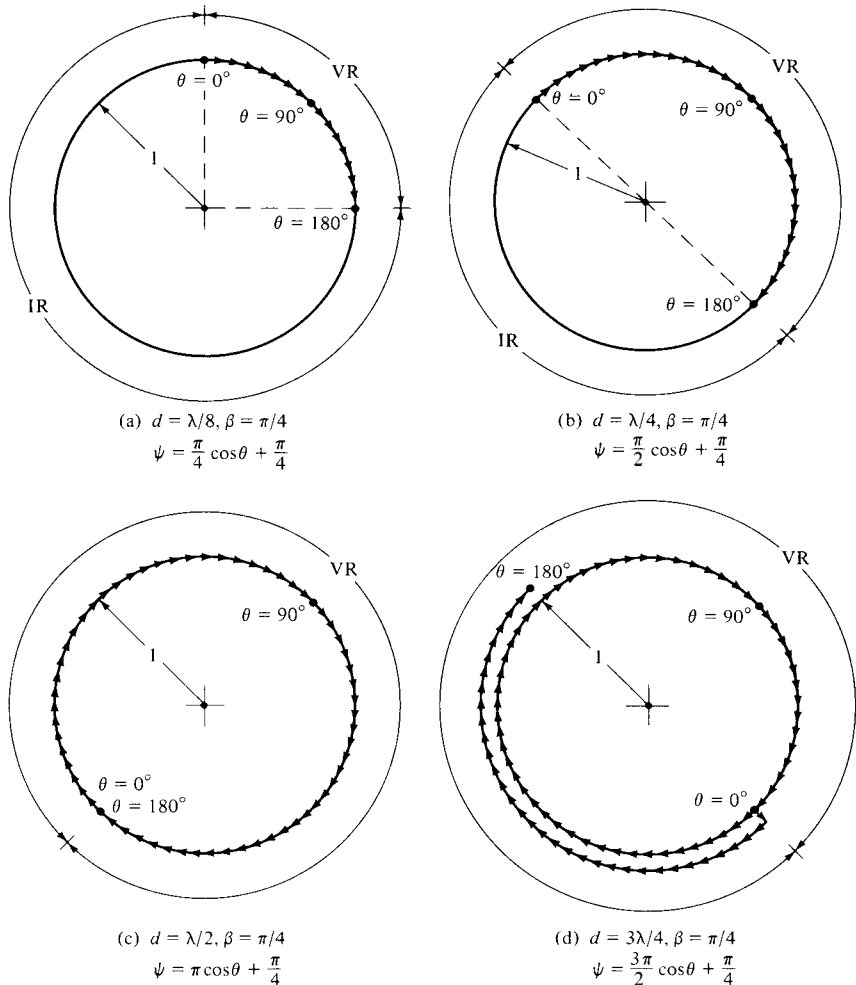 VR
θ = 0°
θ = 90°
1
θ = 180°
IR
(a) d = λ/8, β = π/4
ψ = π/4 cosθ + π/4
VR
θ = 0°
θ = 90°
1
θ = 180°
IR
(b) d = λ/4, β = π/4
ψ = π/2 cosθ + π/4
VR
θ = 90°
1
θ = 0°
θ = 180°
(c) d = λ/2, β = π/4
ψ = π cosθ + π/4
VR
θ = 180°
θ = 90°
1
θ = 0°
(d) d = 3λ/4, β = π/4
ψ = 3π/2 cosθ + π/4